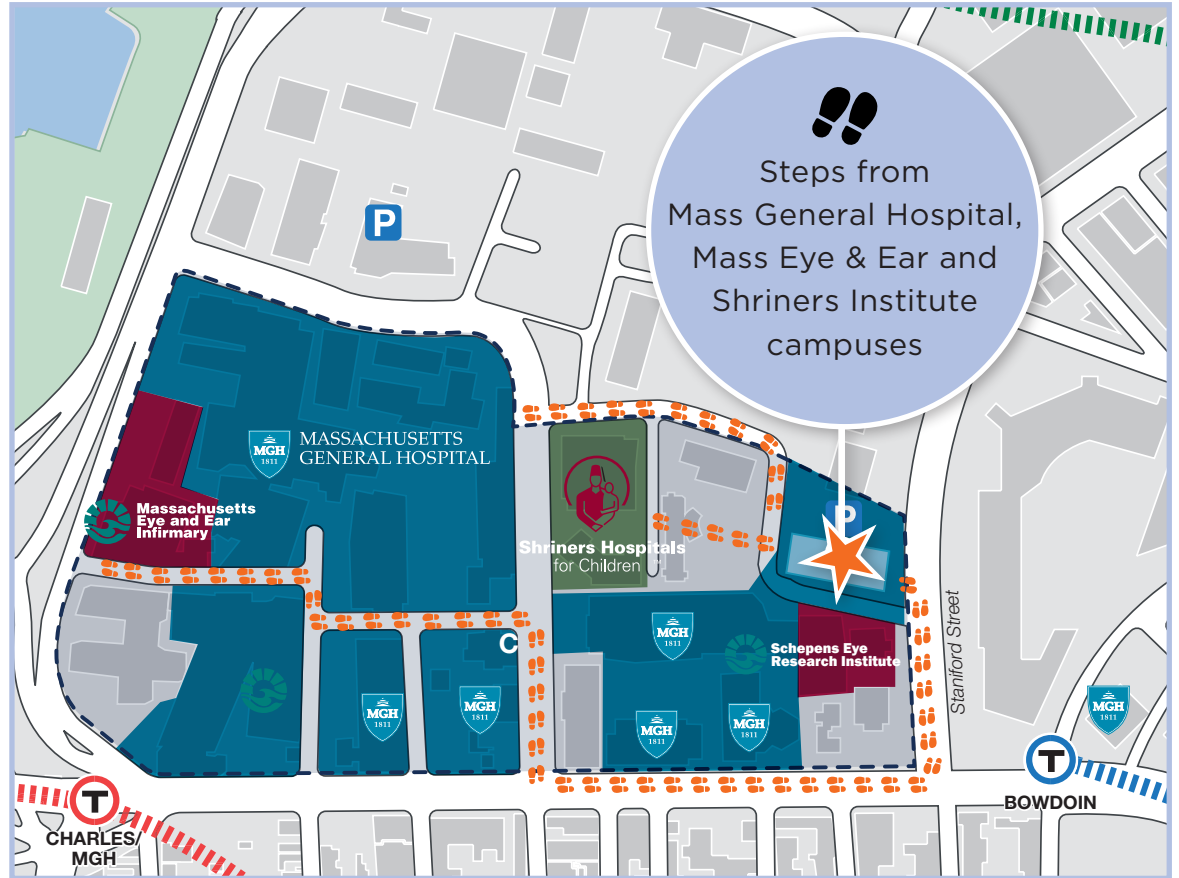 Steps from
Mass General Hospital,
Mass Eye & Ear and
Shriners Institute
campuses
P
MGH
1811
MASSACHUSETTS
GENERAL HOSPITAL
Massachusetts
Eye and Ear
Infirmary
Shriners Hospitals
for Children
P
C
MGH
1811
Schepens Eye
Research Institute
Staniford Street
MGH
1811
MGH
1811
MGH
1811
MGH
1811
MGH
1811
T
CHARLES/
MGH
T
BOWDOIN